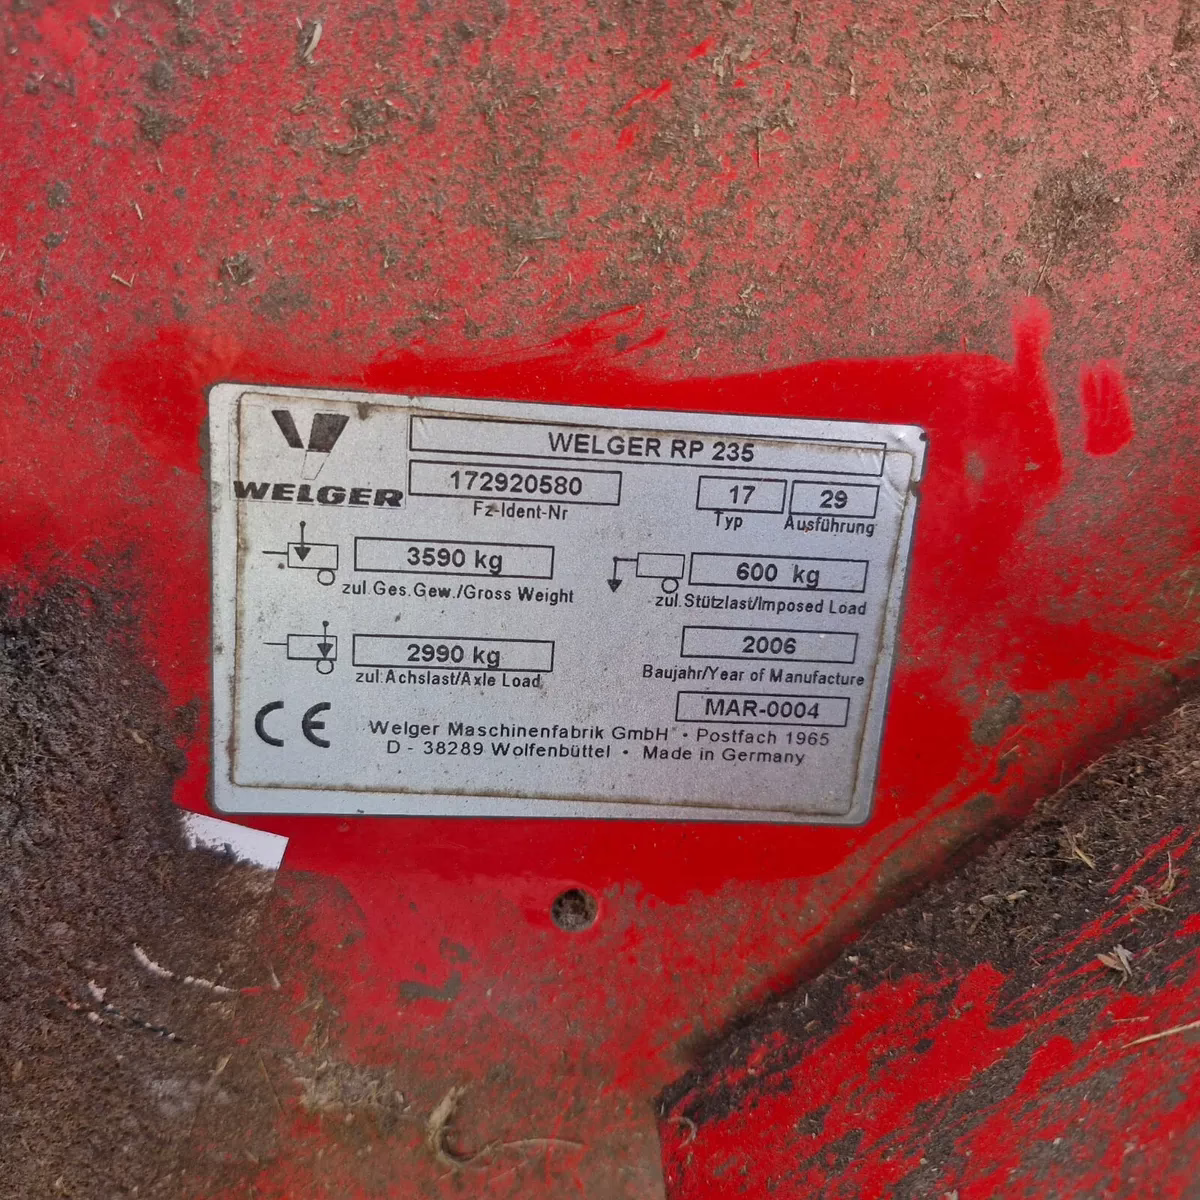 WELGER
WELGER RP 235
172920580
Fz-Ident-Nr
17
Typ
29
Ausführung
3590 kg
zul.Ges.Gew./Gross Weight
600 kg
zul.Stützlast/Imposed Load
2990 kg
zul.Achslast/Axle Load
2006
Baujahr/Year of Manufacture
MAR-0004
CE
Welger Maschinenfabrik GmbH • Postfach 1965
D - 38289 Wolfenbüttel • Made in Germany